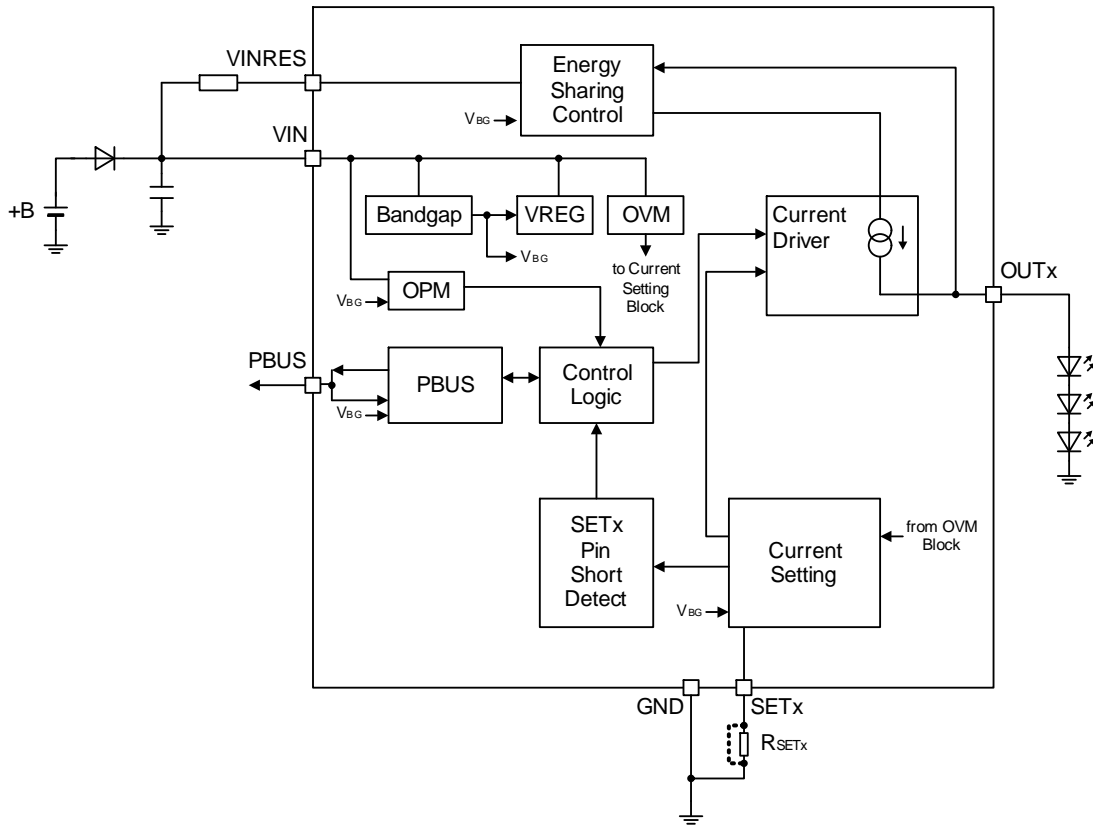 VINRES
Energy
Sharing
Control
VBG
VIN
+B
Bandgap
VREG
OVM
VBG
to Current
Setting
Block
Current
Driver
OUTx
OPM
VBG
PBUS
PBUS
VBG
Control
Logic
SETx
Pin
Short
Detect
Current
Setting
from OVM
Block
VBG
GND
SETx
RSETx